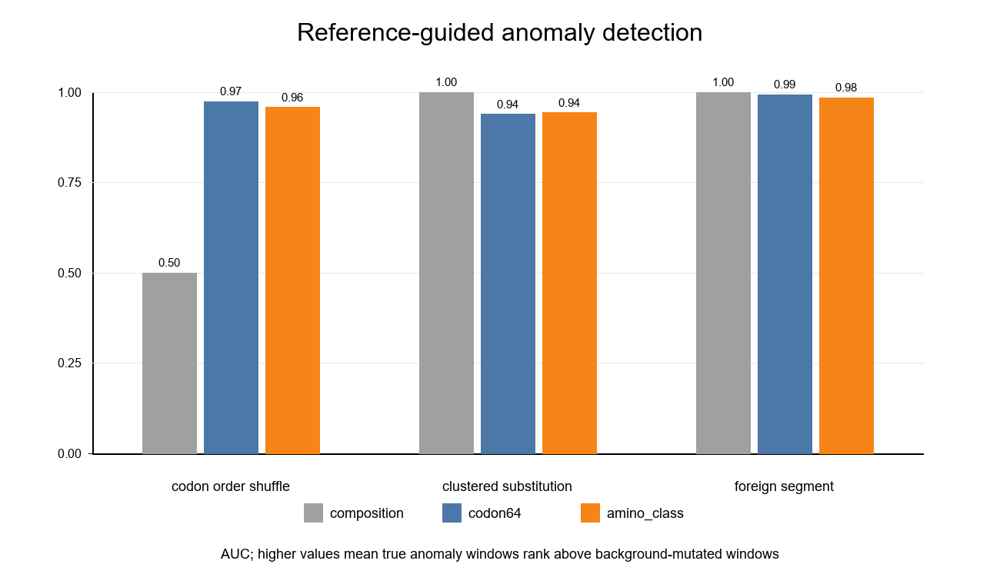 Reference-guided anomaly detection
1.00
0.75
0.50
0.25
0.00
0.50
0.97
0.96
1.00
0.94
0.94
1.00
0.99
0.98
codon order shuffle
clustered substitution
foreign segment
composition
codon64
amino_class
AUC; higher values mean true anomaly windows rank above background-mutated windows